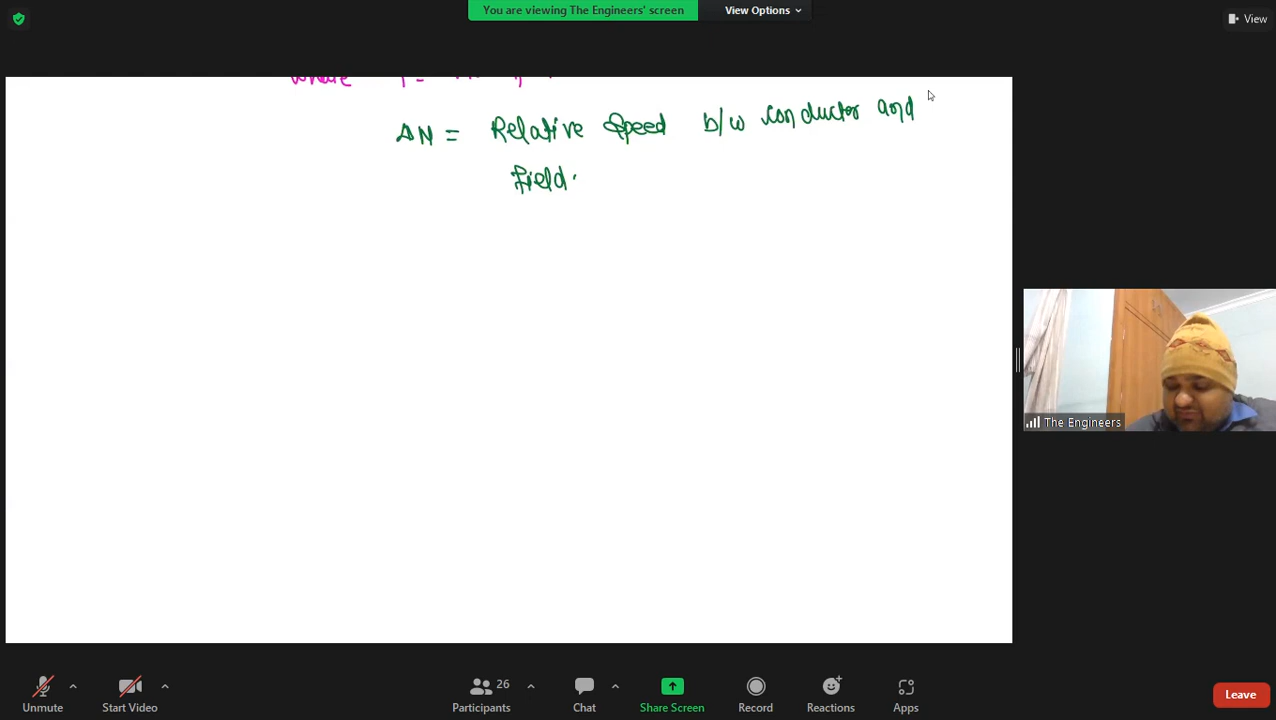 You are viewing The Engineers' screen
View Options
View
where
ΔN = Relative Speed b/w conductor and
field.
The Engineers
Unmute
Start Video
26
Participants
Chat
Share Screen
Record
Reactions
Apps
Leave